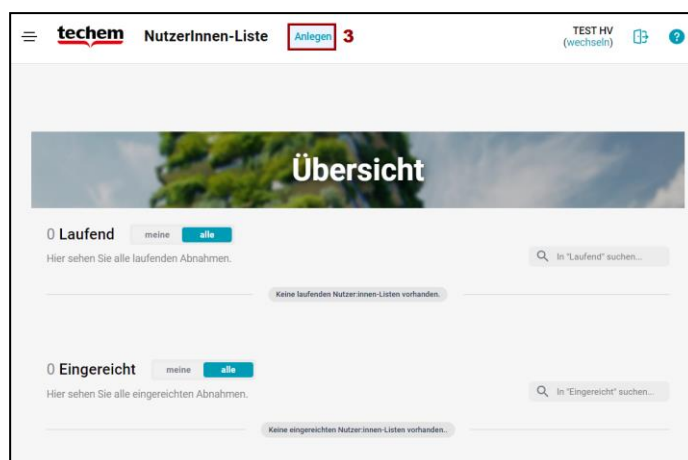 techem NutzerInnen-Liste Anlegen 3 TEST HV
(wechseln) ?
Übersicht
0 Laufend meine alle
Hier sehen Sie alle laufenden Abnahmen. In "Laufend" suchen...
Keine laufenden Nutzer:innen-Listen vorhanden.
0 Eingereicht meine alle
Hier sehen Sie alle eingereichten Abnahmen. In "Eingereicht" suchen...
Keine eingereichten Nutzer:innen-Listen vorhanden..